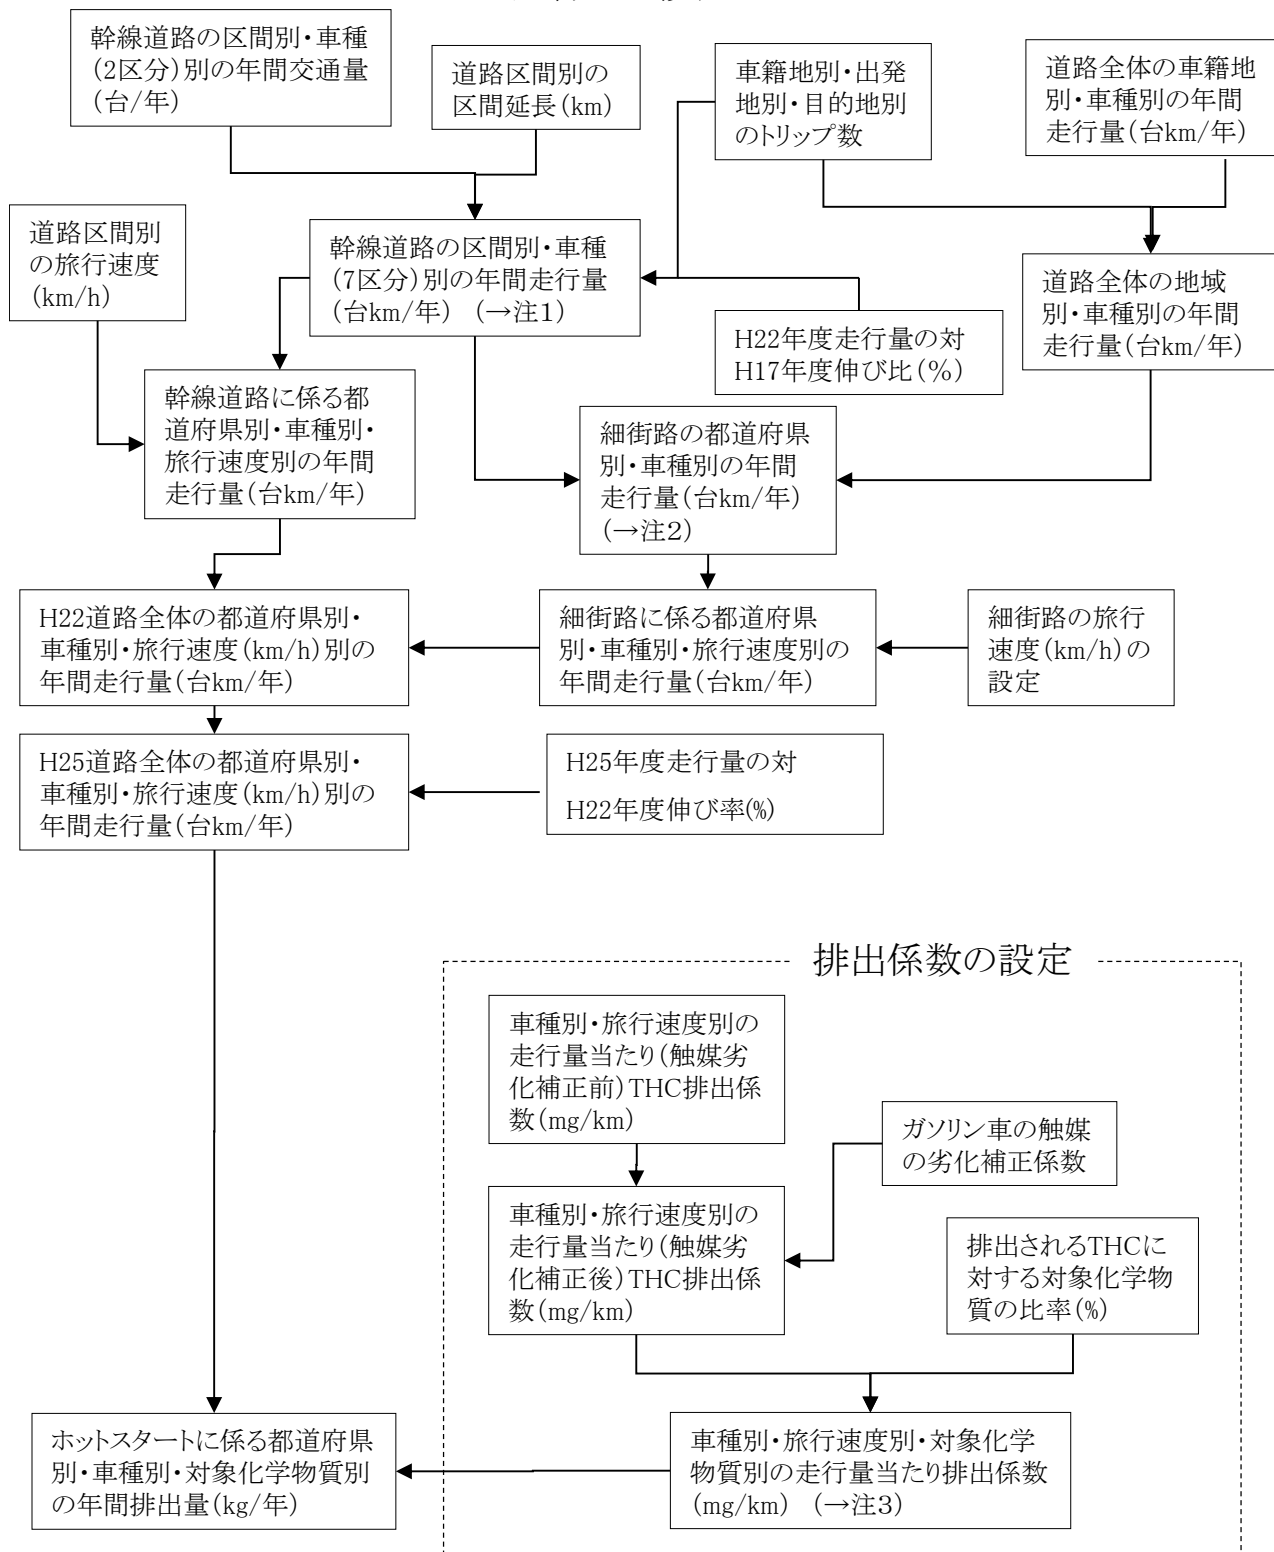 幹線道路の区間別・車種
(2区分)別の年間交通量
(台/年)
道路区間別の
区間延長(km)
車籍地別・出発
地別・目的地別
のトリップ数
道路全体の車籍地
別・車種別の年間
走行量(台km/年)
道路区間別
の旅行速度
(km/h)
幹線道路の区間別・車種
(7区分)別の年間走行量
(台km/年) (→注1)
道路全体の地域
別・車種別の年間
走行量(台km/年)
H22年度走行量の対
H17年度伸び比(%)
幹線道路に係る都
道府県別・車種別・
旅行速度別の年間
走行量(台km/年)
細街路の都道府県
別・車種別の年間
走行量(台km/年)
(→注2)
H22道路全体の都道府県別・
車種別・旅行速度(km/h)別の
年間走行量(台km/年)
細街路に係る都道府県
別・車種別・旅行速度別の
年間走行量(台km/年)
細街路の旅行
速度(km/h)の
設定
H25道路全体の都道府県別・
車種別・旅行速度(km/h)別の
年間走行量(台km/年)
H25年度走行量の対
H22年度伸び率(%)
排出係数の設定
車種別・旅行速度別の
走行量当たり(触媒劣
化補正前)THC排出係
数(mg/km)
ガソリン車の触媒
の劣化補正係数
車種別・旅行速度別の
走行量当たり(触媒劣
化補正後)THC排出係
数(mg/km)
排出されるTHCに
対する対象化学物
質の比率(%)
ホットスタートに係る都道府県
別・車種別・対象化学物質別
の年間排出量(kg/年)
車種別・旅行速度別・対象化学
物質別の走行量当たり排出係数
(mg/km) (→注3)